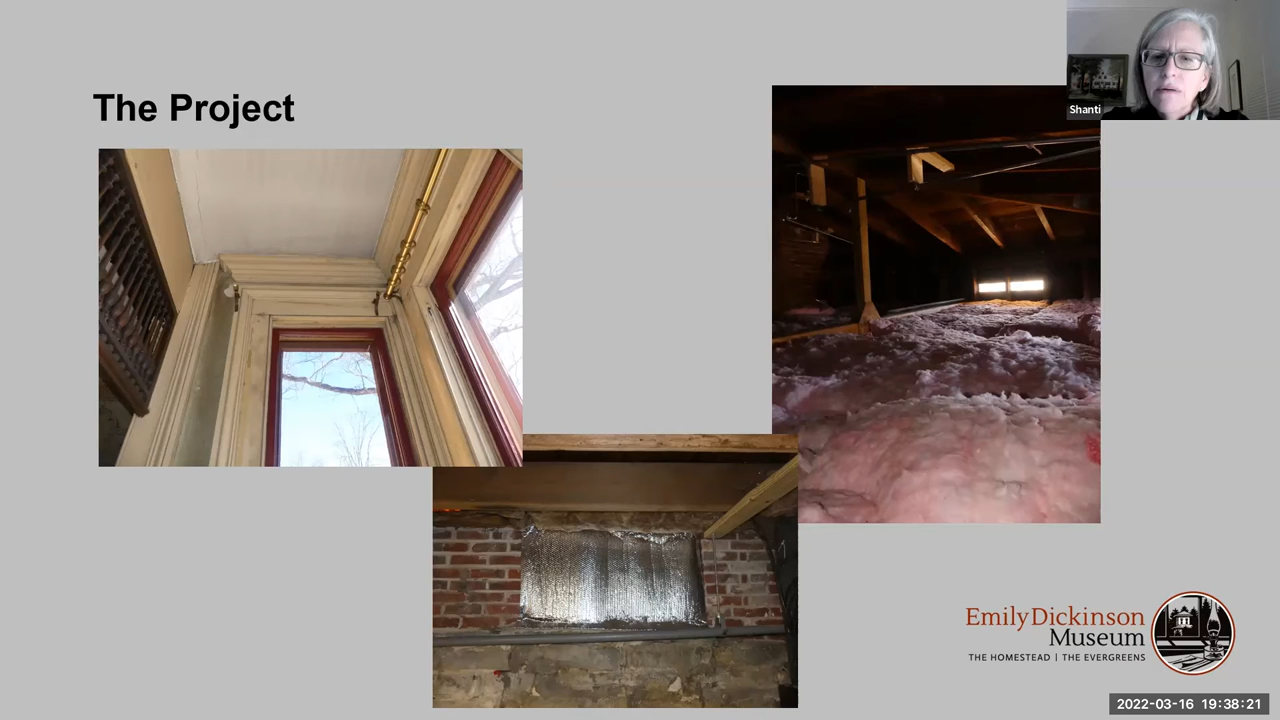 The Project
Shanti
Emily Dickinson
Museum
THE HOMESTEAD | THE EVERGREENS
2022-03-16 19:38:21